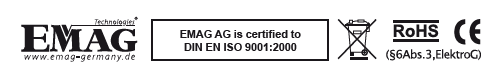 Technologies
EMAG
www.emag-germany.de
EMAG AG is certified to
DIN EN ISO 9001:2000
RoHS CE
(§6Abs.3,ElektroG)